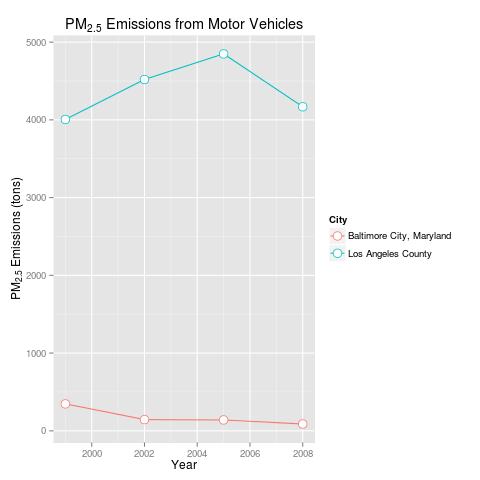 PM2.5 Emissions from Motor Vehicles
5000
4000
3000
2000
1000
0
PM2.5 Emissions (tons)
2000 2002 2004 2006 2008
Year
City
Baltimore City, Maryland
Los Angeles County